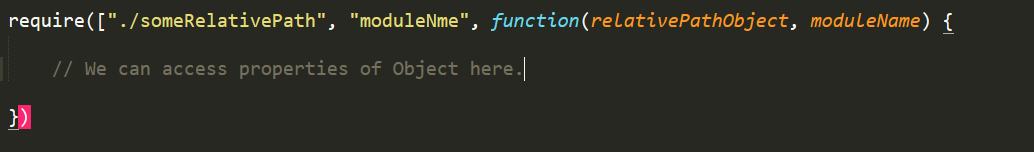 require(["./someRelativePath", "moduleNme", function(relativePathObject, moduleName) {
// We can access properties of Object here.
})